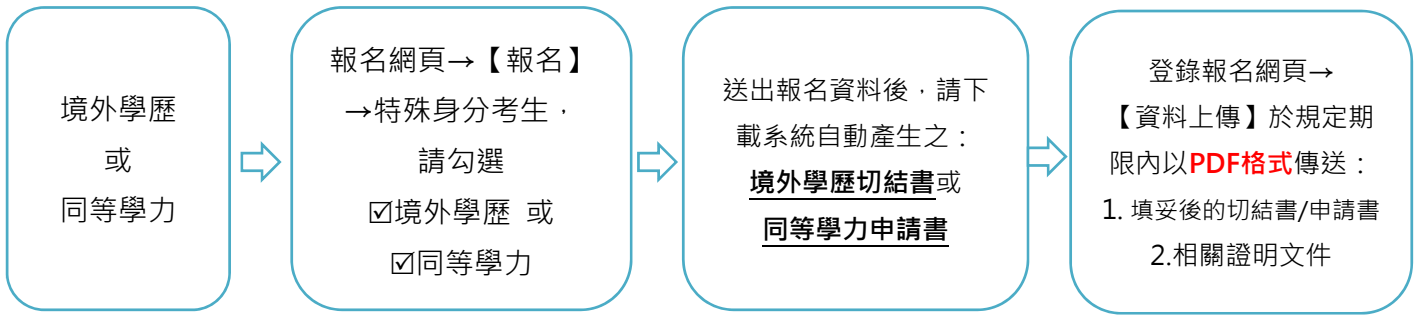 境外學歷
或
同等學力
報名網頁→【報名】
→特殊身分考生，
請勾選
☑境外學歷 或
☑同等學力
送出報名資料後，請下
載系統自動產生之：
境外學歷切結書或
同等學力申請書
登錄報名網頁→
【資料上傳】於規定期
限內以PDF格式傳送：
1. 填妥後的切結書/申請書
2.相關證明文件